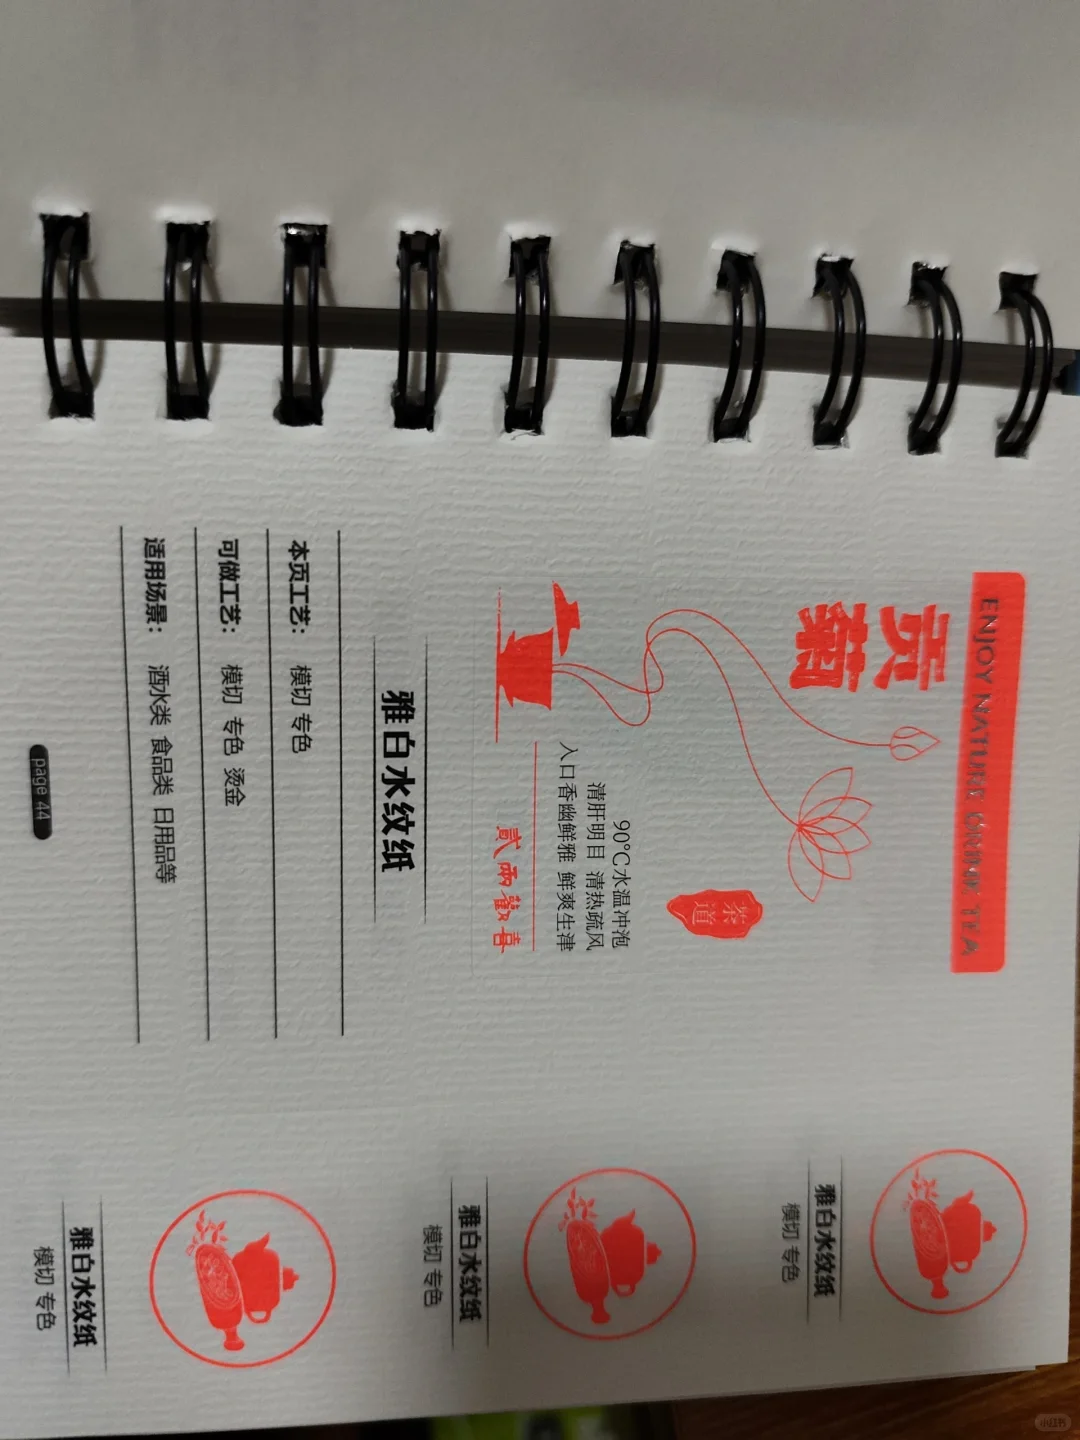 ENJOY NATURE DRINK TEA
贡菊
茶道
90°C水温冲泡
清肝明目 清热疏风
入口香幽鲜雅 鲜爽生津
貳兩歡喜
雅白水纹纸
本页工艺: 模切 专色
可做工艺: 模切 专色 烫金
适用场景: 酒水类 食品类 日用品等
page 44
雅白水纹纸
模切 专色
雅白水纹纸
模切 专色
雅白水纹纸
模切 专色